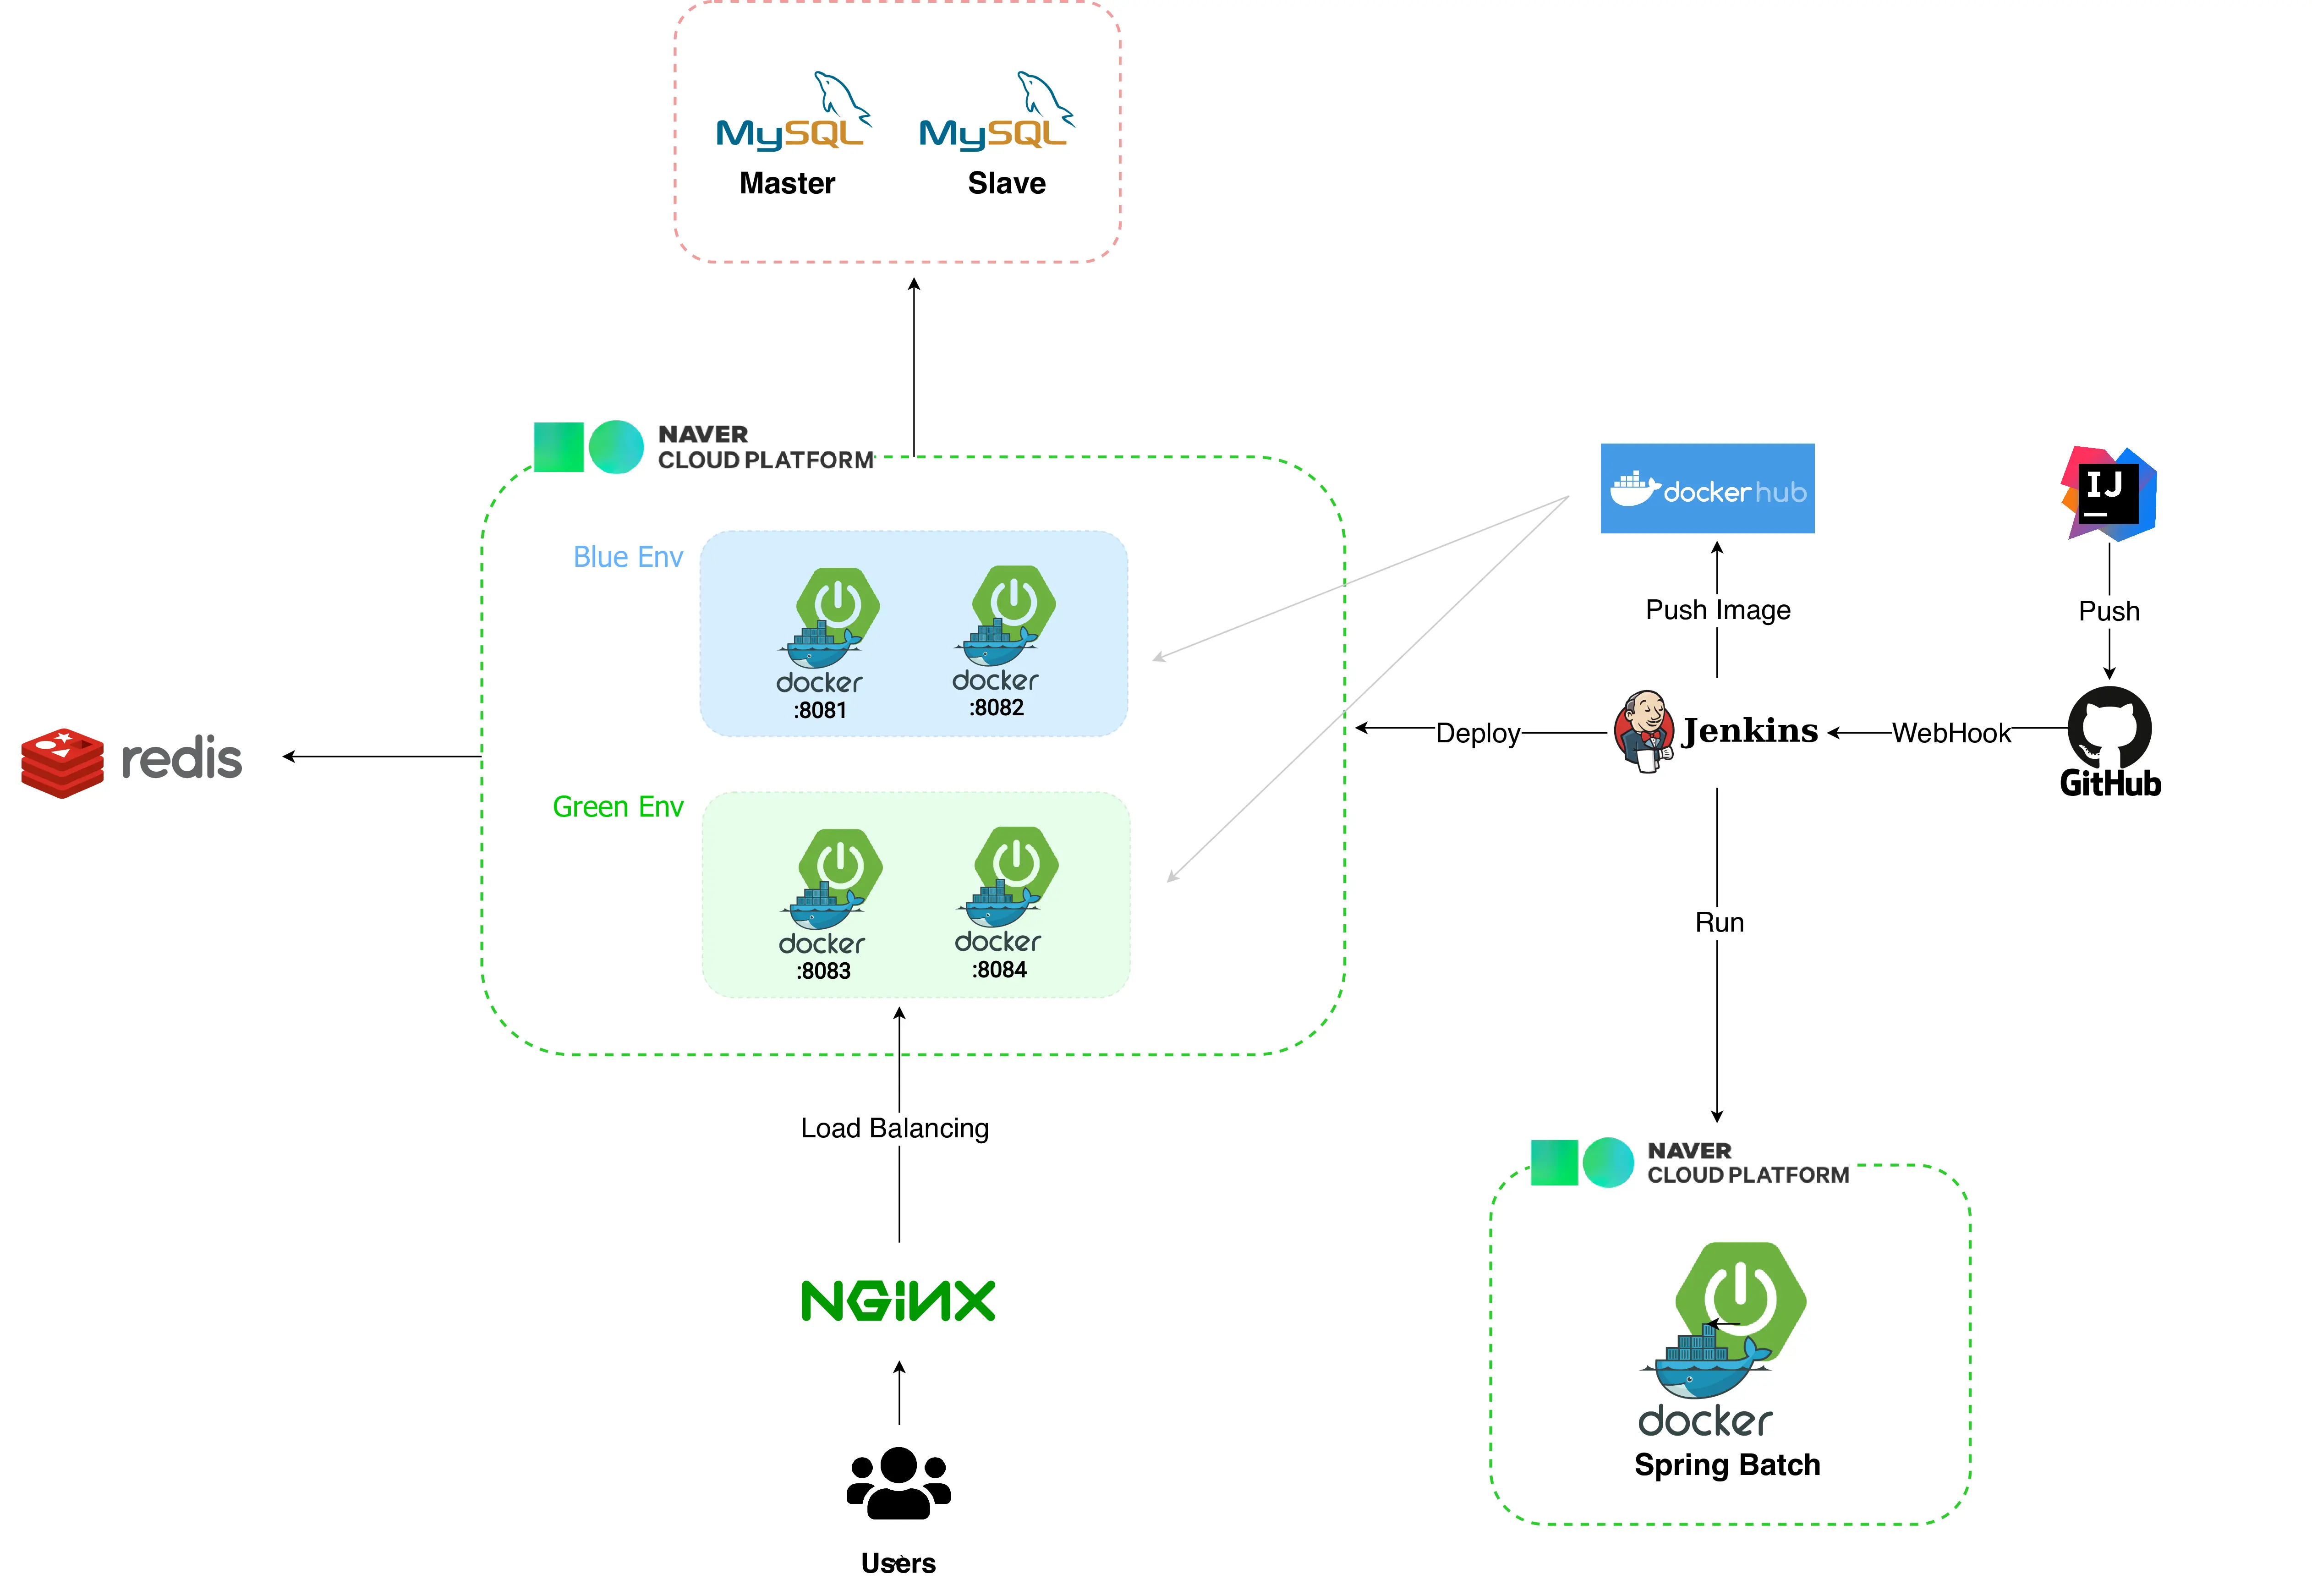 MySQL
Master
MySQL
Slave
NAVER
CLOUD PLATFORM
Blue Env
docker
:8081
docker
:8082
Green Env
docker
:8083
docker
:8084
redis
Load Balancing
NGINX
Users
docker hub
Push Image
Deploy
Jenkins
WebHook
IJ
Push
GitHub
Run
NAVER
CLOUD PLATFORM
docker
Spring Batch